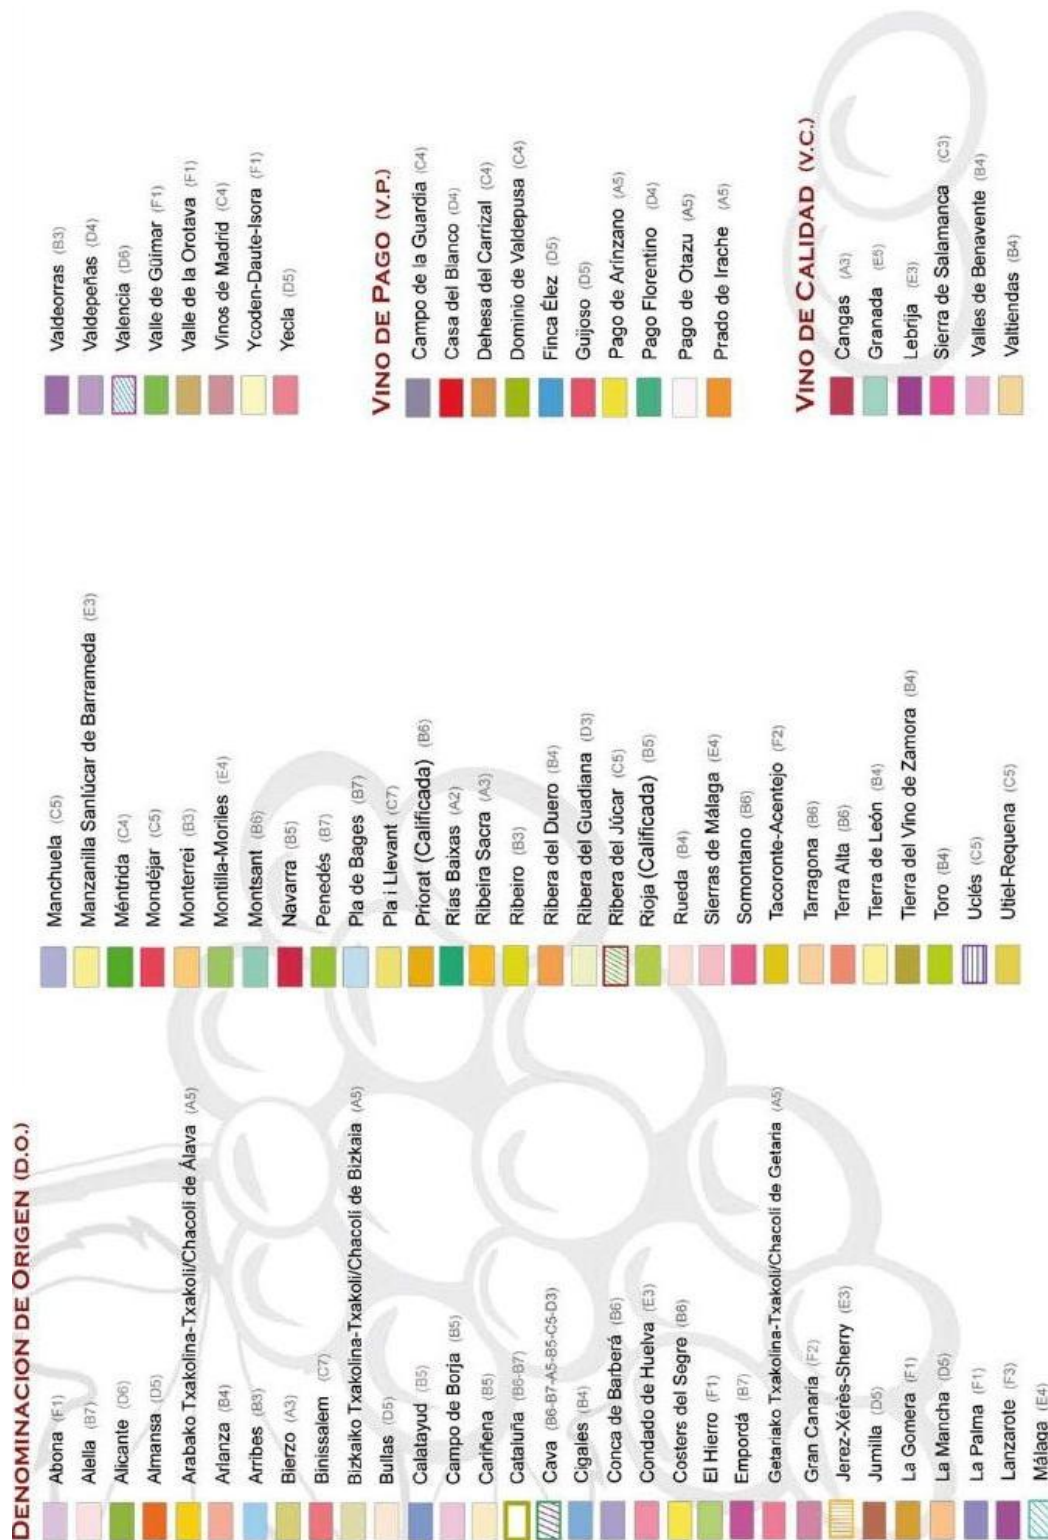 DENOMINACION DE ORIGEN (D.O.)
Abona (F1)
Alella (B7)
Alicante (D6)
Almansa (D5)
Arabako Txakolina-Txakoli/Chacolí de Álava (A5)
Arlanza (B4)
Arribes (B3)
Bierzo (A3)
Binissalem (C7)
Bizkaiko Txakolina-Txakoli/Chacolí de Bizkaia (A5)
Bullas (D5)
Calatayud (B5)
Campo de Borja (B5)
Cariñena (B5)
Cataluña (B6-B7)
Cava (B6-B7-A5-B5-C5-D3)
Cigales (B4)
Conca de Barberá (B6)
Condado de Huelva (E3)
Costers del Segre (B6)
El Hierro (F1)
Empordá (B7)
Getariako Txakolina-Txakoli/Chacolí de Getaria (A5)
Gran Canaria (F2)
Jerez-Xérès-Sherry (E3)
Jumilla (D5)
La Gomera (F1)
La Mancha (D5)
La Palma (F1)
Lanzarote (F3)
Málaga (E4)
Manchuela (C5)
Manzanilla Sanlúcar de Barrameda (E3)
Méntrida (C4)
Mondéjar (C5)
Monterréi (B3)
Montilla-Moriles (E4)
Montsant (B6)
Navarra (B5)
Penedés (B7)
Pla de Bages (B7)
Pla i Llevant (C7)
Priorat (Calificada) (B6)
Rías Baixas (A2)
Ribeira Sacra (A3)
Ribeiro (B3)
Ribera del Duero (B4)
Ribera del Guadiana (D3)
Ribera del Júcar (C5)
Rioja (Calificada) (B5)
Rueda (B4)
Sierras de Málaga (E4)
Somontano (B6)
Tacoronte-Acentejo (F2)
Tarragona (B6)
Terra Alta (B6)
Tierra de León (B4)
Tierra del Vino de Zamora (B4)
Toro (B4)
Uclés (C5)
Utiel-Requena (C5)
Valdeorras (B3)
Valdepeñas (D4)
Valencia (D6)
Valle de Güimar (F1)
Valle de la Orotava (F1)
Vinos de Madrid (C4)
Ycoden-Daute-Isora (F1)
Yecla (D5)
VINO DE PAGO (V.P.)
Campo de la Guardia (C4)
Casa del Blanco (D4)
Dehesa del Carrizal (C4)
Dominio de Valdepusa (C4)
Finca Élez (D5)
Guijoso (D5)
Pago de Arínzano (A5)
Pago Florentino (D4)
Pago de Otazu (A5)
Prado de Irache (A5)
VINO DE CALIDAD (V.C.)
Cangas (A3)
Granada (E5)
Lebrija (E3)
Sierra de Salamanca (C3)
Valles de Benavente (B4)
Valtiendas (B4)